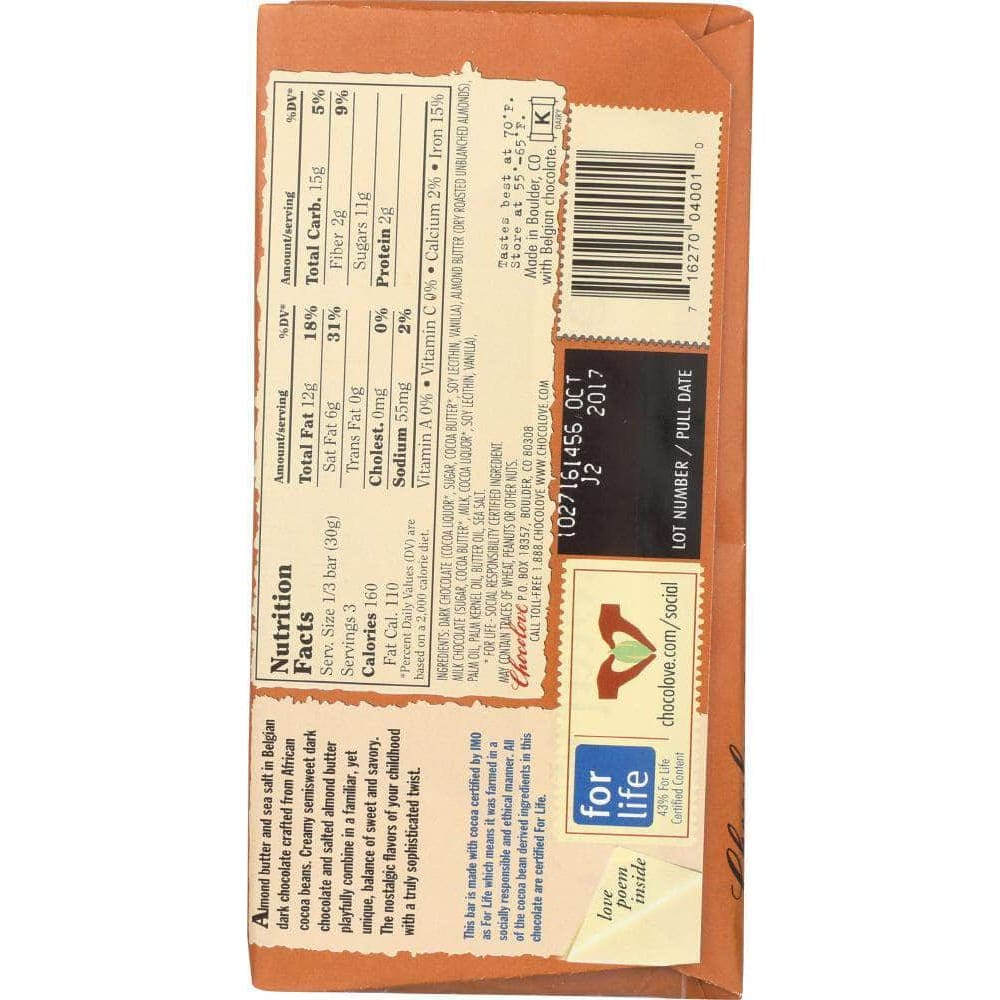 Almond butter and sea salt in Belgian
dark chocolate crafted from African
cocoa beans. Creamy semisweet dark
chocolate and salted almond butter
playfully combine in a familiar, yet
unique, balance of sweet and savory.
The nostalgic flavors of your childhood
with a truly sophisticated twist.
This bar is made with cocoa certified by IMO
as For Life which means it was farmed in a
socially responsible and ethical manner. All
of the cocoa bean derived ingredients in this
chocolate are certified For Life.
love
poem
inside
Nutrition
Facts
Serv. Size 1/3 bar (30g)
Servings 3
Calories 160
Fat Cal. 110
*Percent Daily Values (DV) are
based on a 2,000 calorie diet.
Amount/serving %DV*
Total Fat 12g 18%
Sat Fat 6g 31%
Trans Fat 0g
Cholest. 0mg 0%
Sodium 55mg 2%
Amount/serving %DV*
Total Carb. 15g 5%
Fiber 2g 9%
Sugars 11g
Protein 2g
Vitamin A 0% • Vitamin C 0% • Calcium 2% • Iron 15%
INGREDIENTS: DARK CHOCOLATE (COCOA LIQUOR*, SUGAR, COCOA BUTTER*, SOY LECITHIN, VANILLA), ALMOND BUTTER (DRY ROASTED UNBLANCHED ALMONDS),
MILK CHOCOLATE (SUGAR, COCOA BUTTER*, MILK, COCOA LIQUOR*, SOY LECITHIN, VANILLA),
PALM OIL, PALM KERNEL OIL, BUTTER OIL, SEA SALT.
* FOR LIFE - SOCIAL RESPONSIBILITY CERTIFIED INGREDIENT.
MAY CONTAIN TRACES OF WHEAT, PEANUTS OR OTHER NUTS.
Chocolove P.O. BOX 18357, BOULDER, CO 80308
CALL TOLL-FREE 1.888.CHOCOLOVE WWW.CHOCOLOVE.COM
Tastes best at 70°F.
Store at 55°-65°F.
Made in Boulder, CO
with Belgian chocolate.
K
DAIRY
for
life
43% For Life
Certified Content
chocolove.com/social
(027161456 OCT
J2 2017
LOT NUMBER / PULL DATE
7 16270 04001 0